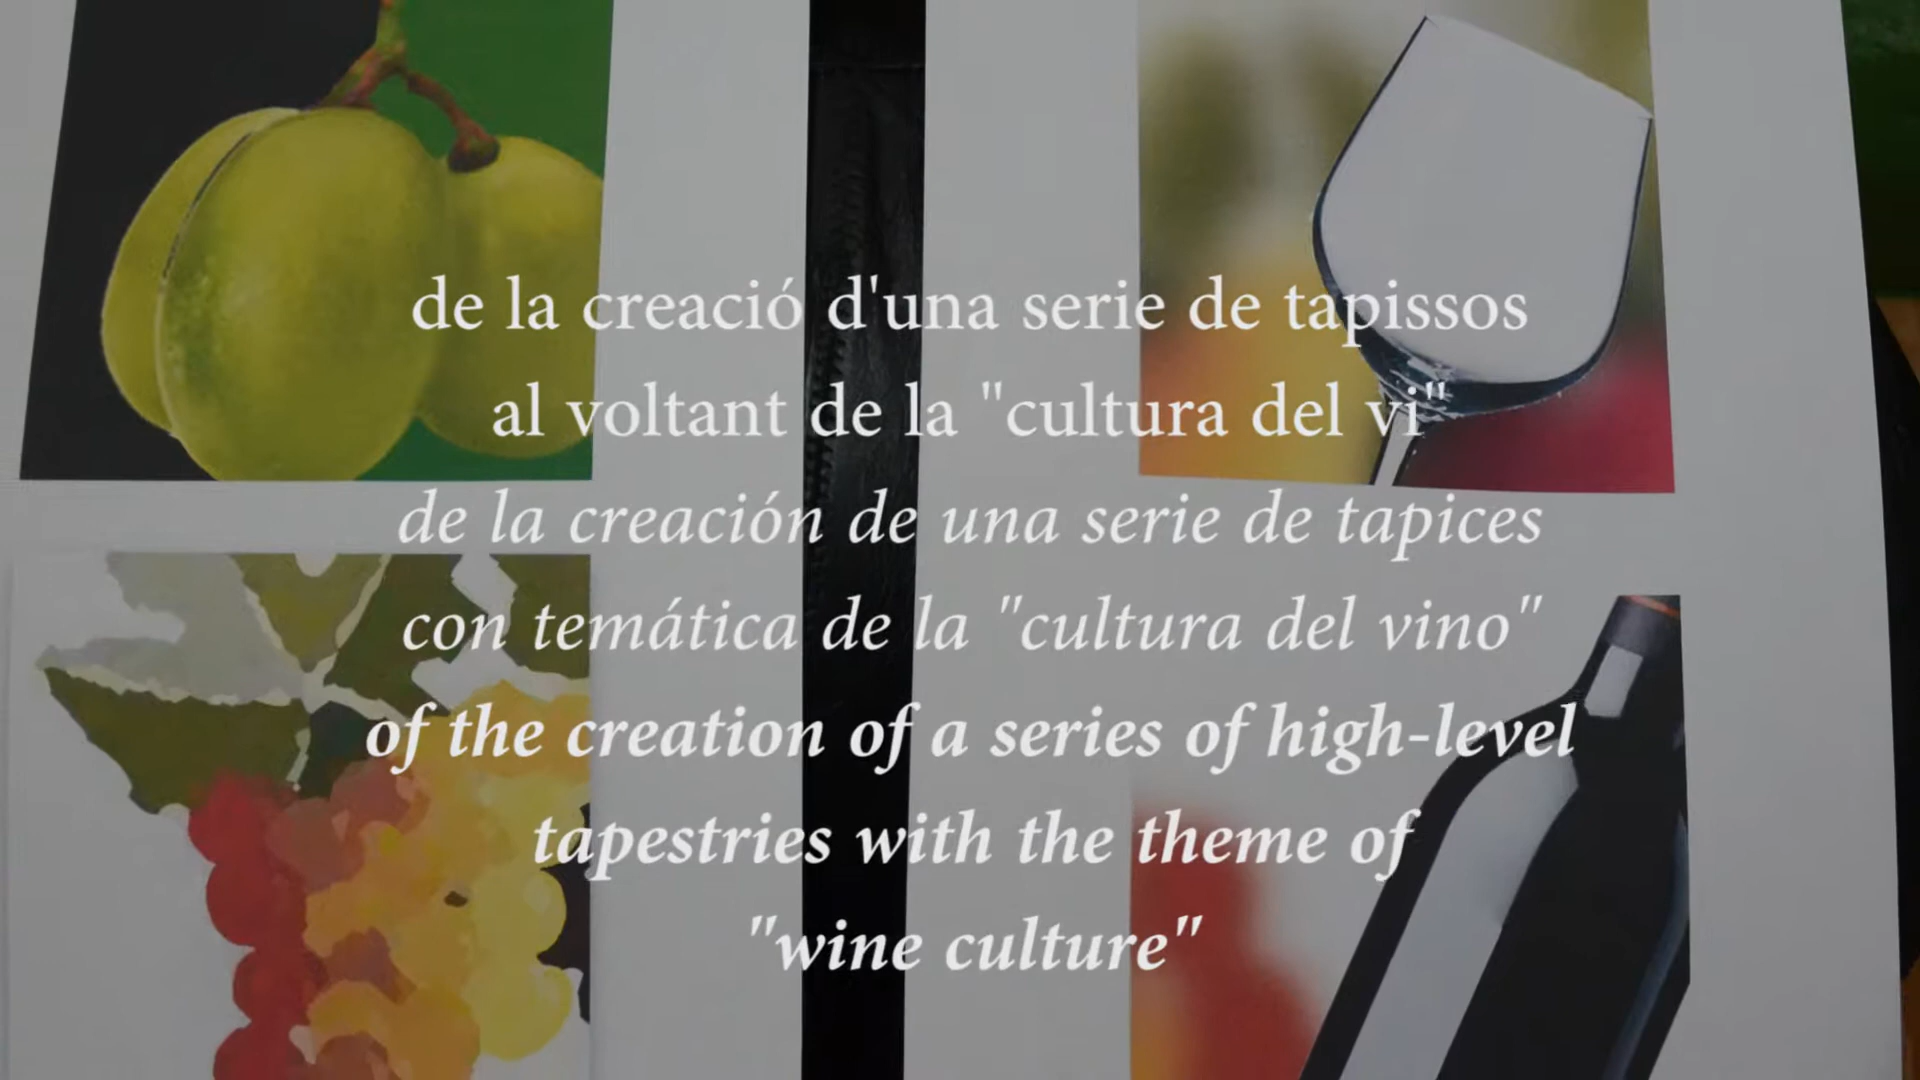 de la creació d'una serie de tapissos
al voltant de la "cultura del vi"
de la creación de una serie de tapices
con temática de la "cultura del vino"
of the creation of a series of high-level
tapestries with the theme of
"wine culture"